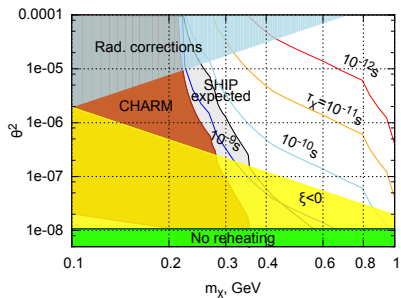 0.0001
1e-05
1e-06
1e-07
1e-08
θ²
Rad. corrections
SHIP
expected
CHARM
10⁻¹²s
τχ=10⁻¹¹s
10⁻¹⁰s
10⁻⁹s
ξ<0
No reheating
0.1 0.2 0.4 0.6 0.8 1
mχ, GeV